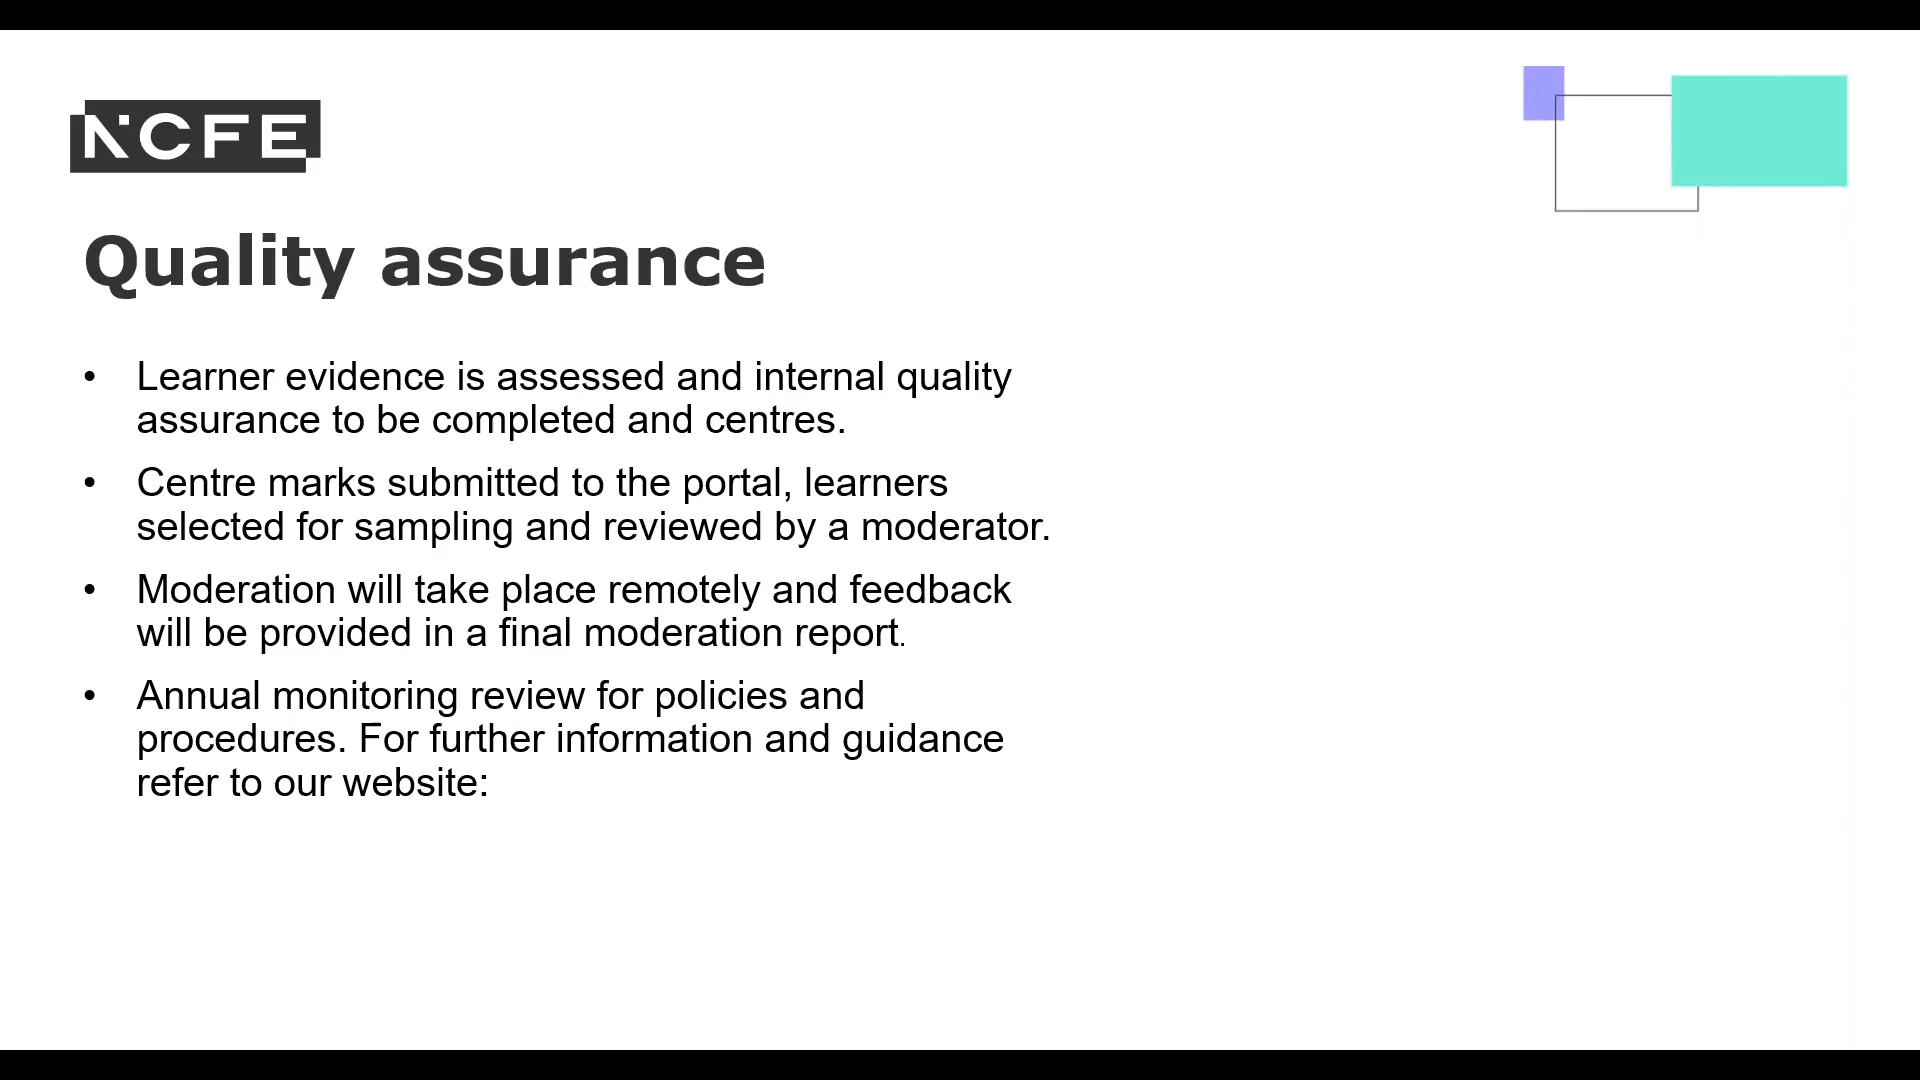 NCFE
Quality assurance
• Learner evidence is assessed and internal quality
assurance to be completed and centres.
• Centre marks submitted to the portal, learners
selected for sampling and reviewed by a moderator.
• Moderation will take place remotely and feedback
will be provided in a final moderation report.
• Annual monitoring review for policies and
procedures. For further information and guidance
refer to our website: